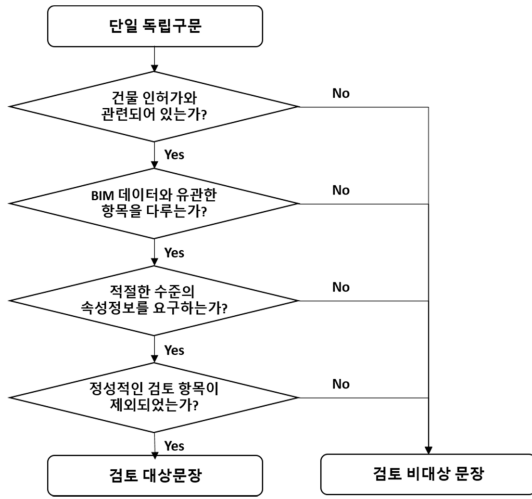 단일 독립구문
건물 인허가와
관련되어 있는가?
No
Yes
BIM 데이터와 유관한
항목을 다루는가?
No
Yes
적절한 수준의
속성정보를 요구하는가?
No
Yes
정성적인 검토 항목이
제외되었는가?
No
Yes
검토 대상문장
검토 비대상 문장